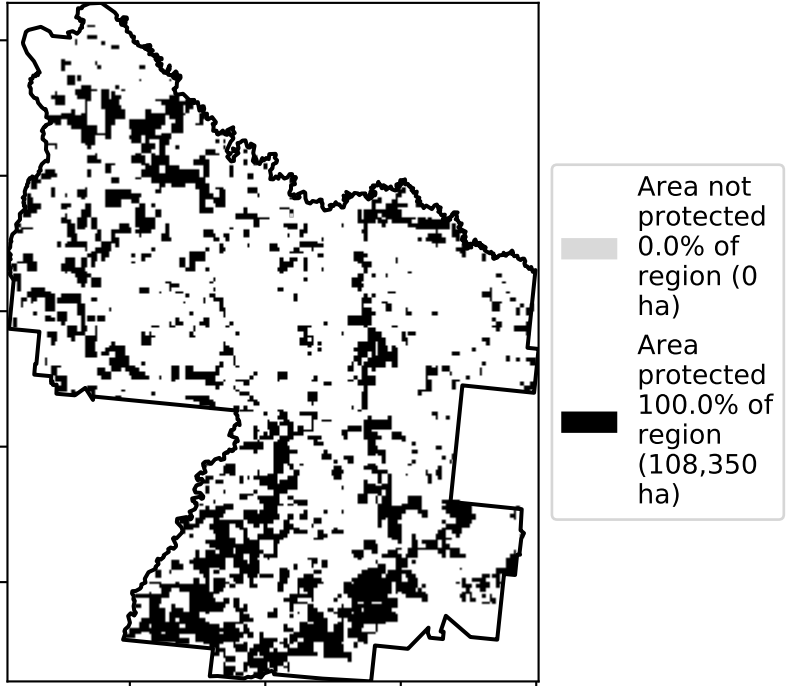 Area not
protected
0.0% of
region (0
ha)
Area
protected
100.0% of
region
(108,350
ha)